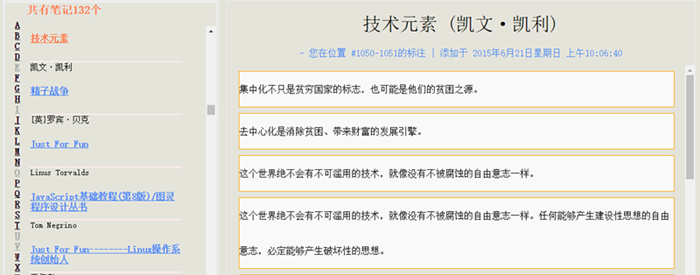 共有笔记132个
A
B
C
D
E
F
G
H
I
J
K
L
M
N
O
P
Q
R
S
T
U
V
W
X
技术元素
凯文·凯利
精子战争
[英]罗宾·贝克
Just For Fun
Linus Torvalds
JavaScript基础教程(第8版)/图灵
程序设计丛书
Tom Negrino
Just For Fun--------Linux操作系
统创始人
技术元素 (凯文·凯利)
- 您在位置 #1050-1051的标注 | 添加于 2015年6月21日星期日 上午10:06:40
集中化不只是贫穷国家的标志，也可能是他们的贫困之源。
去中心化是消除贫困、带来财富的发展引擎。
这个世界绝不会有不可滥用的技术，就像没有不被腐蚀的自由意志一样。
这个世界绝不会有不可滥用的技术，就像没有不被腐蚀的自由意志一样。任何能够产生建设性思想的自由
意志，必定能够产生破坏性的思想。